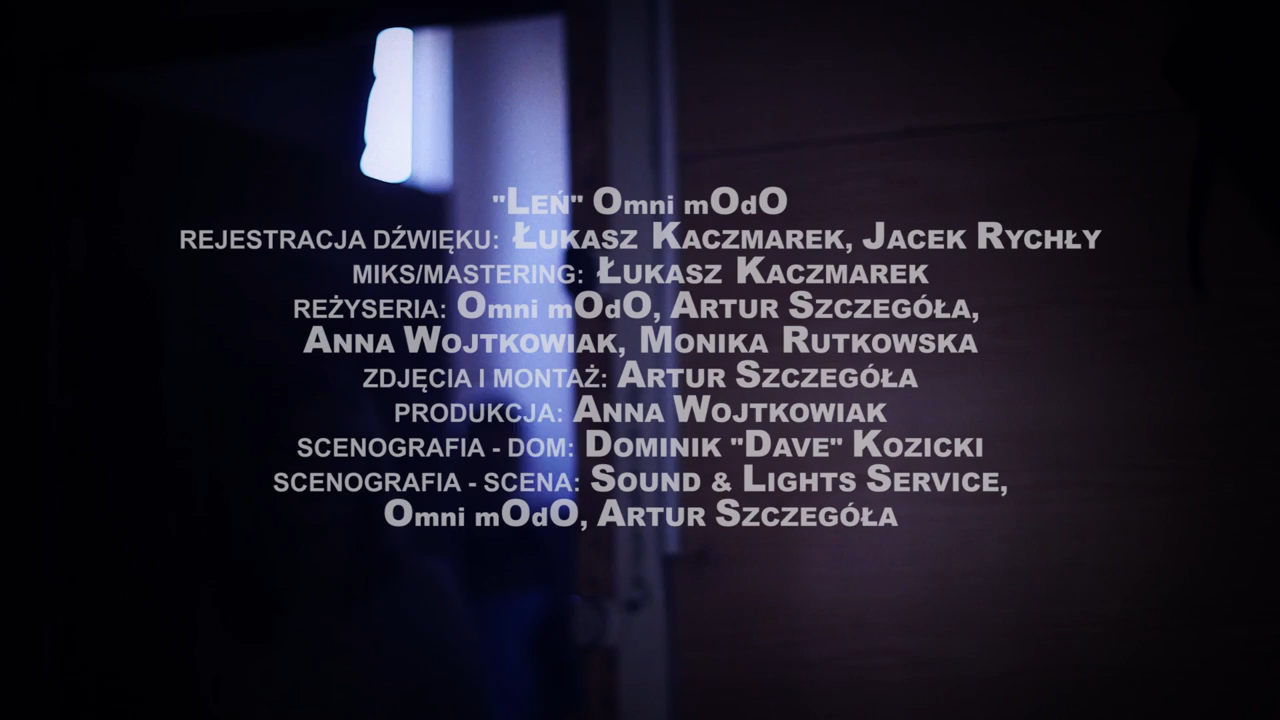 "Leń" Omni mOdO
REJESTRACJA DŹWIĘKU: Łukasz Kaczmarek, Jacek Rychły
MIKS/MASTERING: Łukasz Kaczmarek
REŻYSERIA: Omni mOdO, Artur Szczegóła,
Anna Wojtkowiak, Monika Rutkowska
ZDJĘCIA I MONTAŻ: Artur Szczegóła
PRODUKCJA: Anna Wojtkowiak
SCENOGRAFIA - DOM: Dominik "Dave" Kozicki
SCENOGRAFIA - SCENA: Sound & Lights Service,
Omni mOdO, Artur Szczegóła